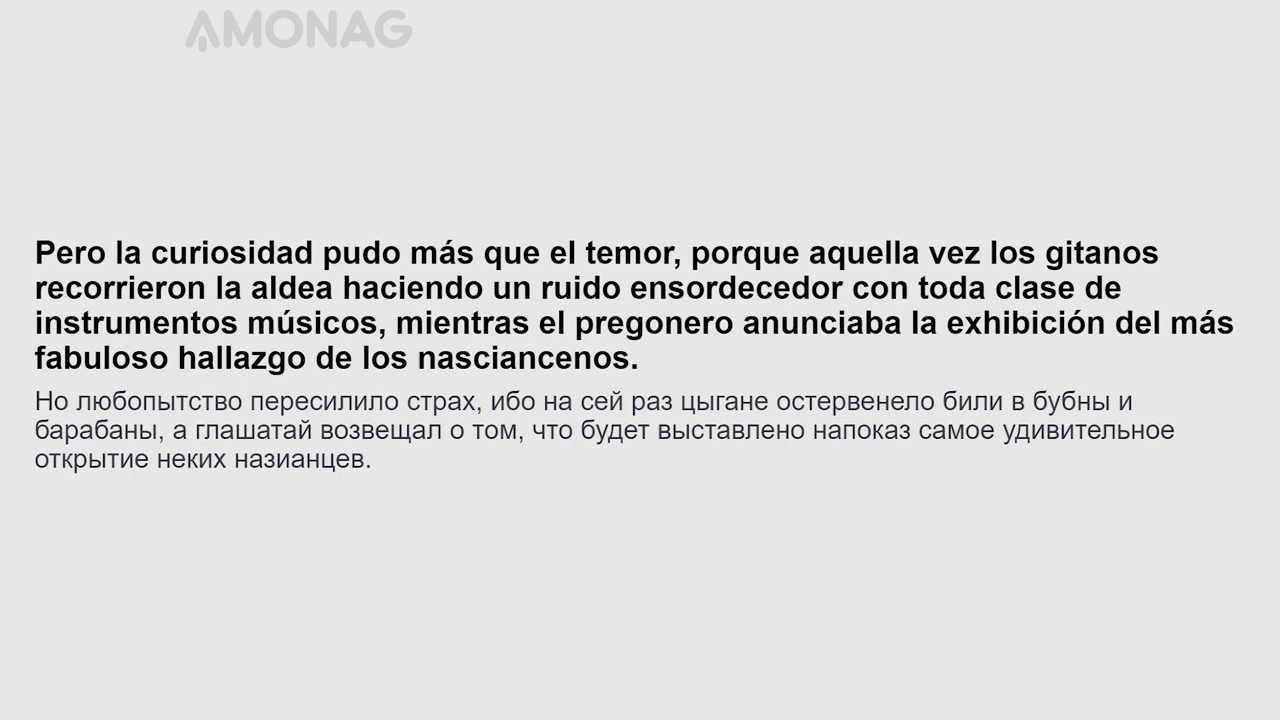 AMONAG
Pero la curiosidad pudo más que el temor, porque aquella vez los gitanos
recorrieron la aldea haciendo un ruido ensordecedor con toda clase de
instrumentos músicos, mientras el pregonero anunciaba la exhibición del más
fabuloso hallazgo de los nasciancenos.
Но любопытство пересилило страх, ибо на сей раз цыгане остервенело били в бубны и
барабаны, а глашатай возвещал о том, что будет выставлено напоказ самое удивительное
открытие неких назианцев.